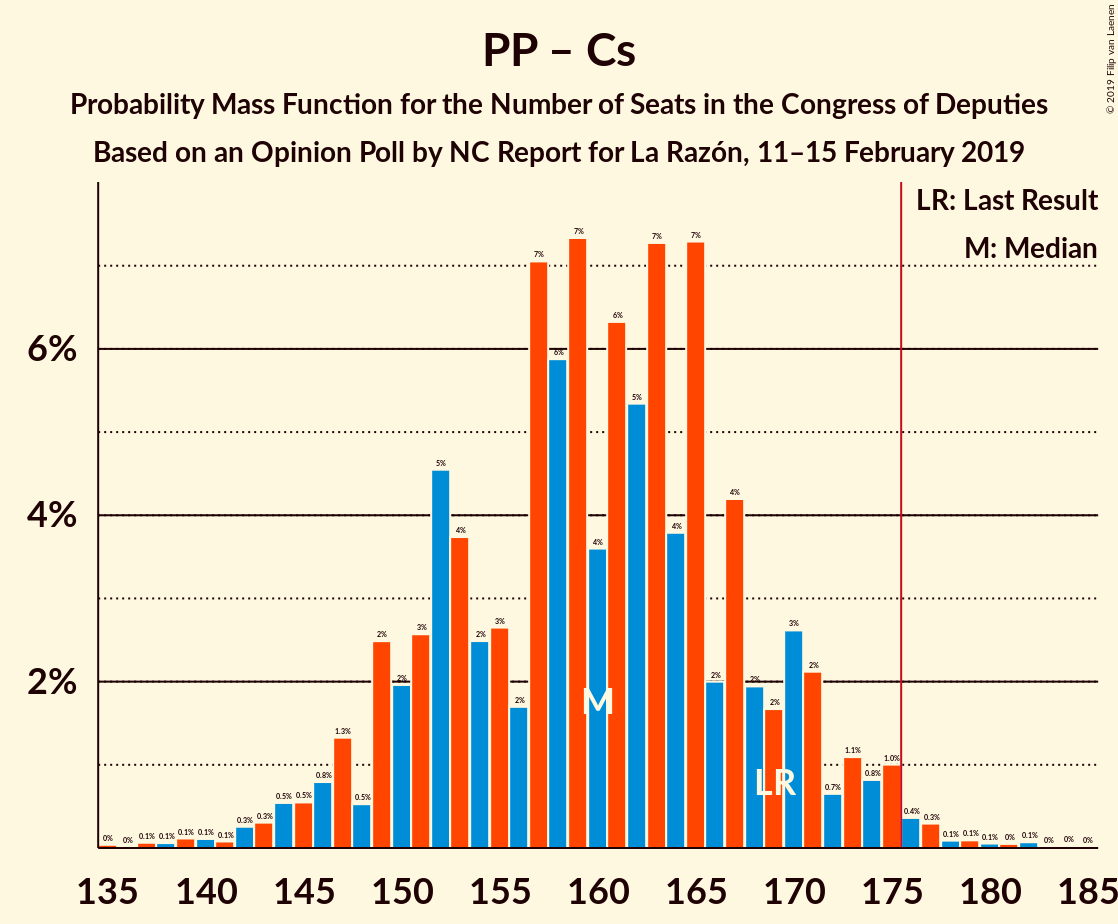 PP – Cs
Probability Mass Function for the Number of Seats in the Congress of Deputies
Based on an Opinion Poll by NC Report for La Razón, 11–15 February 2019
© 2019 Filip van Laenen
LR: Last Result
M: Median
6%
4%
2%
0% 0% 0.1% 0.1% 0.1% 0.1% 0.1% 0.3% 0.3% 0.5% 0.5% 0.8% 1.3% 0.5% 2% 2% 3% 5% 4% 2% 3% 2% 7% 6% 7% 4% 6% 5% 7% 4% 7% 2% 4% 2% 2% 3% 2% 0.7% 1.1% 0.8% 1.0% 0.4% 0.3% 0.1% 0.1% 0.1% 0% 0.1% 0% 0% 0%
M
LR
135 140 145 150 155 160 165 170 175 180 185